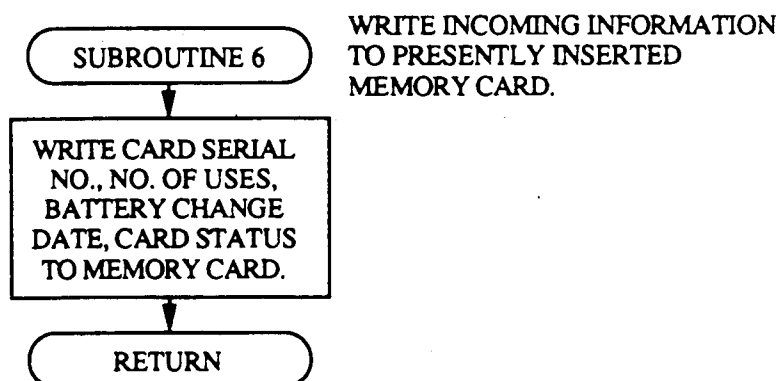 SUBROUTINE 6
WRITE INCOMING INFORMATION
TO PRESENTLY INSERTED
MEMORY CARD.
WRITE CARD SERIAL
NO., NO. OF USES,
BATTERY CHANGE
DATE, CARD STATUS
TO MEMORY CARD.
RETURN